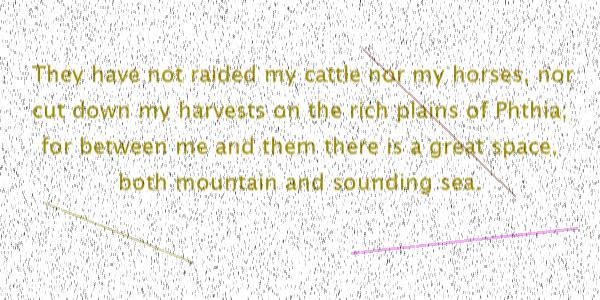 They have not raided my cattle nor my horses, nor
cut down my harvests on the rich plains of Phthia;
for between me and them there is a great space,
both mountain and sounding sea.